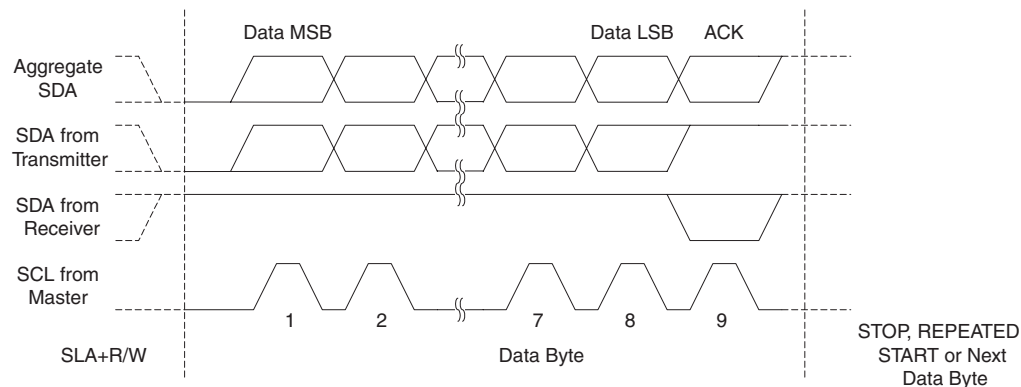 Data MSB
Data LSB
ACK
Aggregate
SDA
SDA from
Transmitter
SDA from
Receiver
SCL from
Master
1
2
7
8
9
SLA+R/W
Data Byte
STOP, REPEATED
START or Next
Data Byte